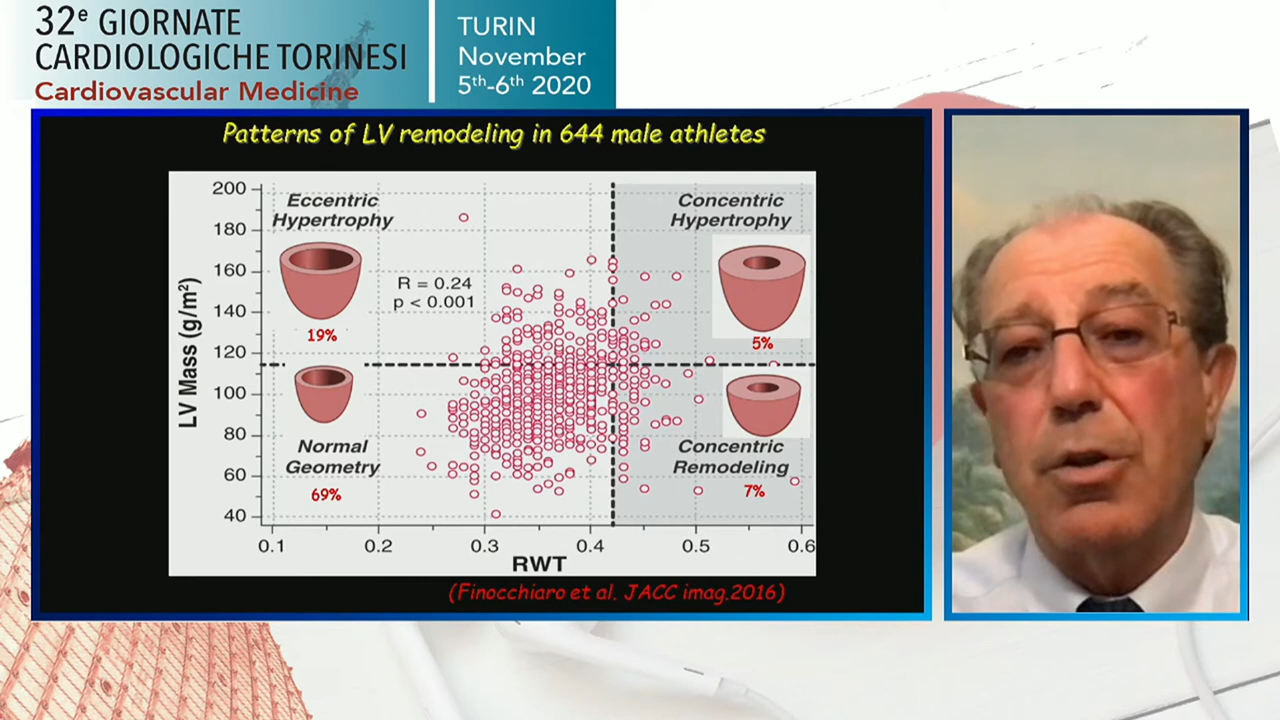 32e GIORNATE
CARDIOLOGICHE TORINESI
Cardiovascular Medicine
TURIN
November
5th-6th 2020
Patterns of LV remodeling in 644 male athletes
200
180
160
140
120
100
80
60
40
LV Mass (g/m²)
Eccentric
Hypertrophy
19%
R = 0.24
p < 0.001
Concentric
Hypertrophy
5%
Normal
Geometry
69%
Concentric
Remodeling
7%
0.1 0.2 0.3 0.4 0.5 0.6
RWT
(Finocchiaro et al. JACC imag.2016)